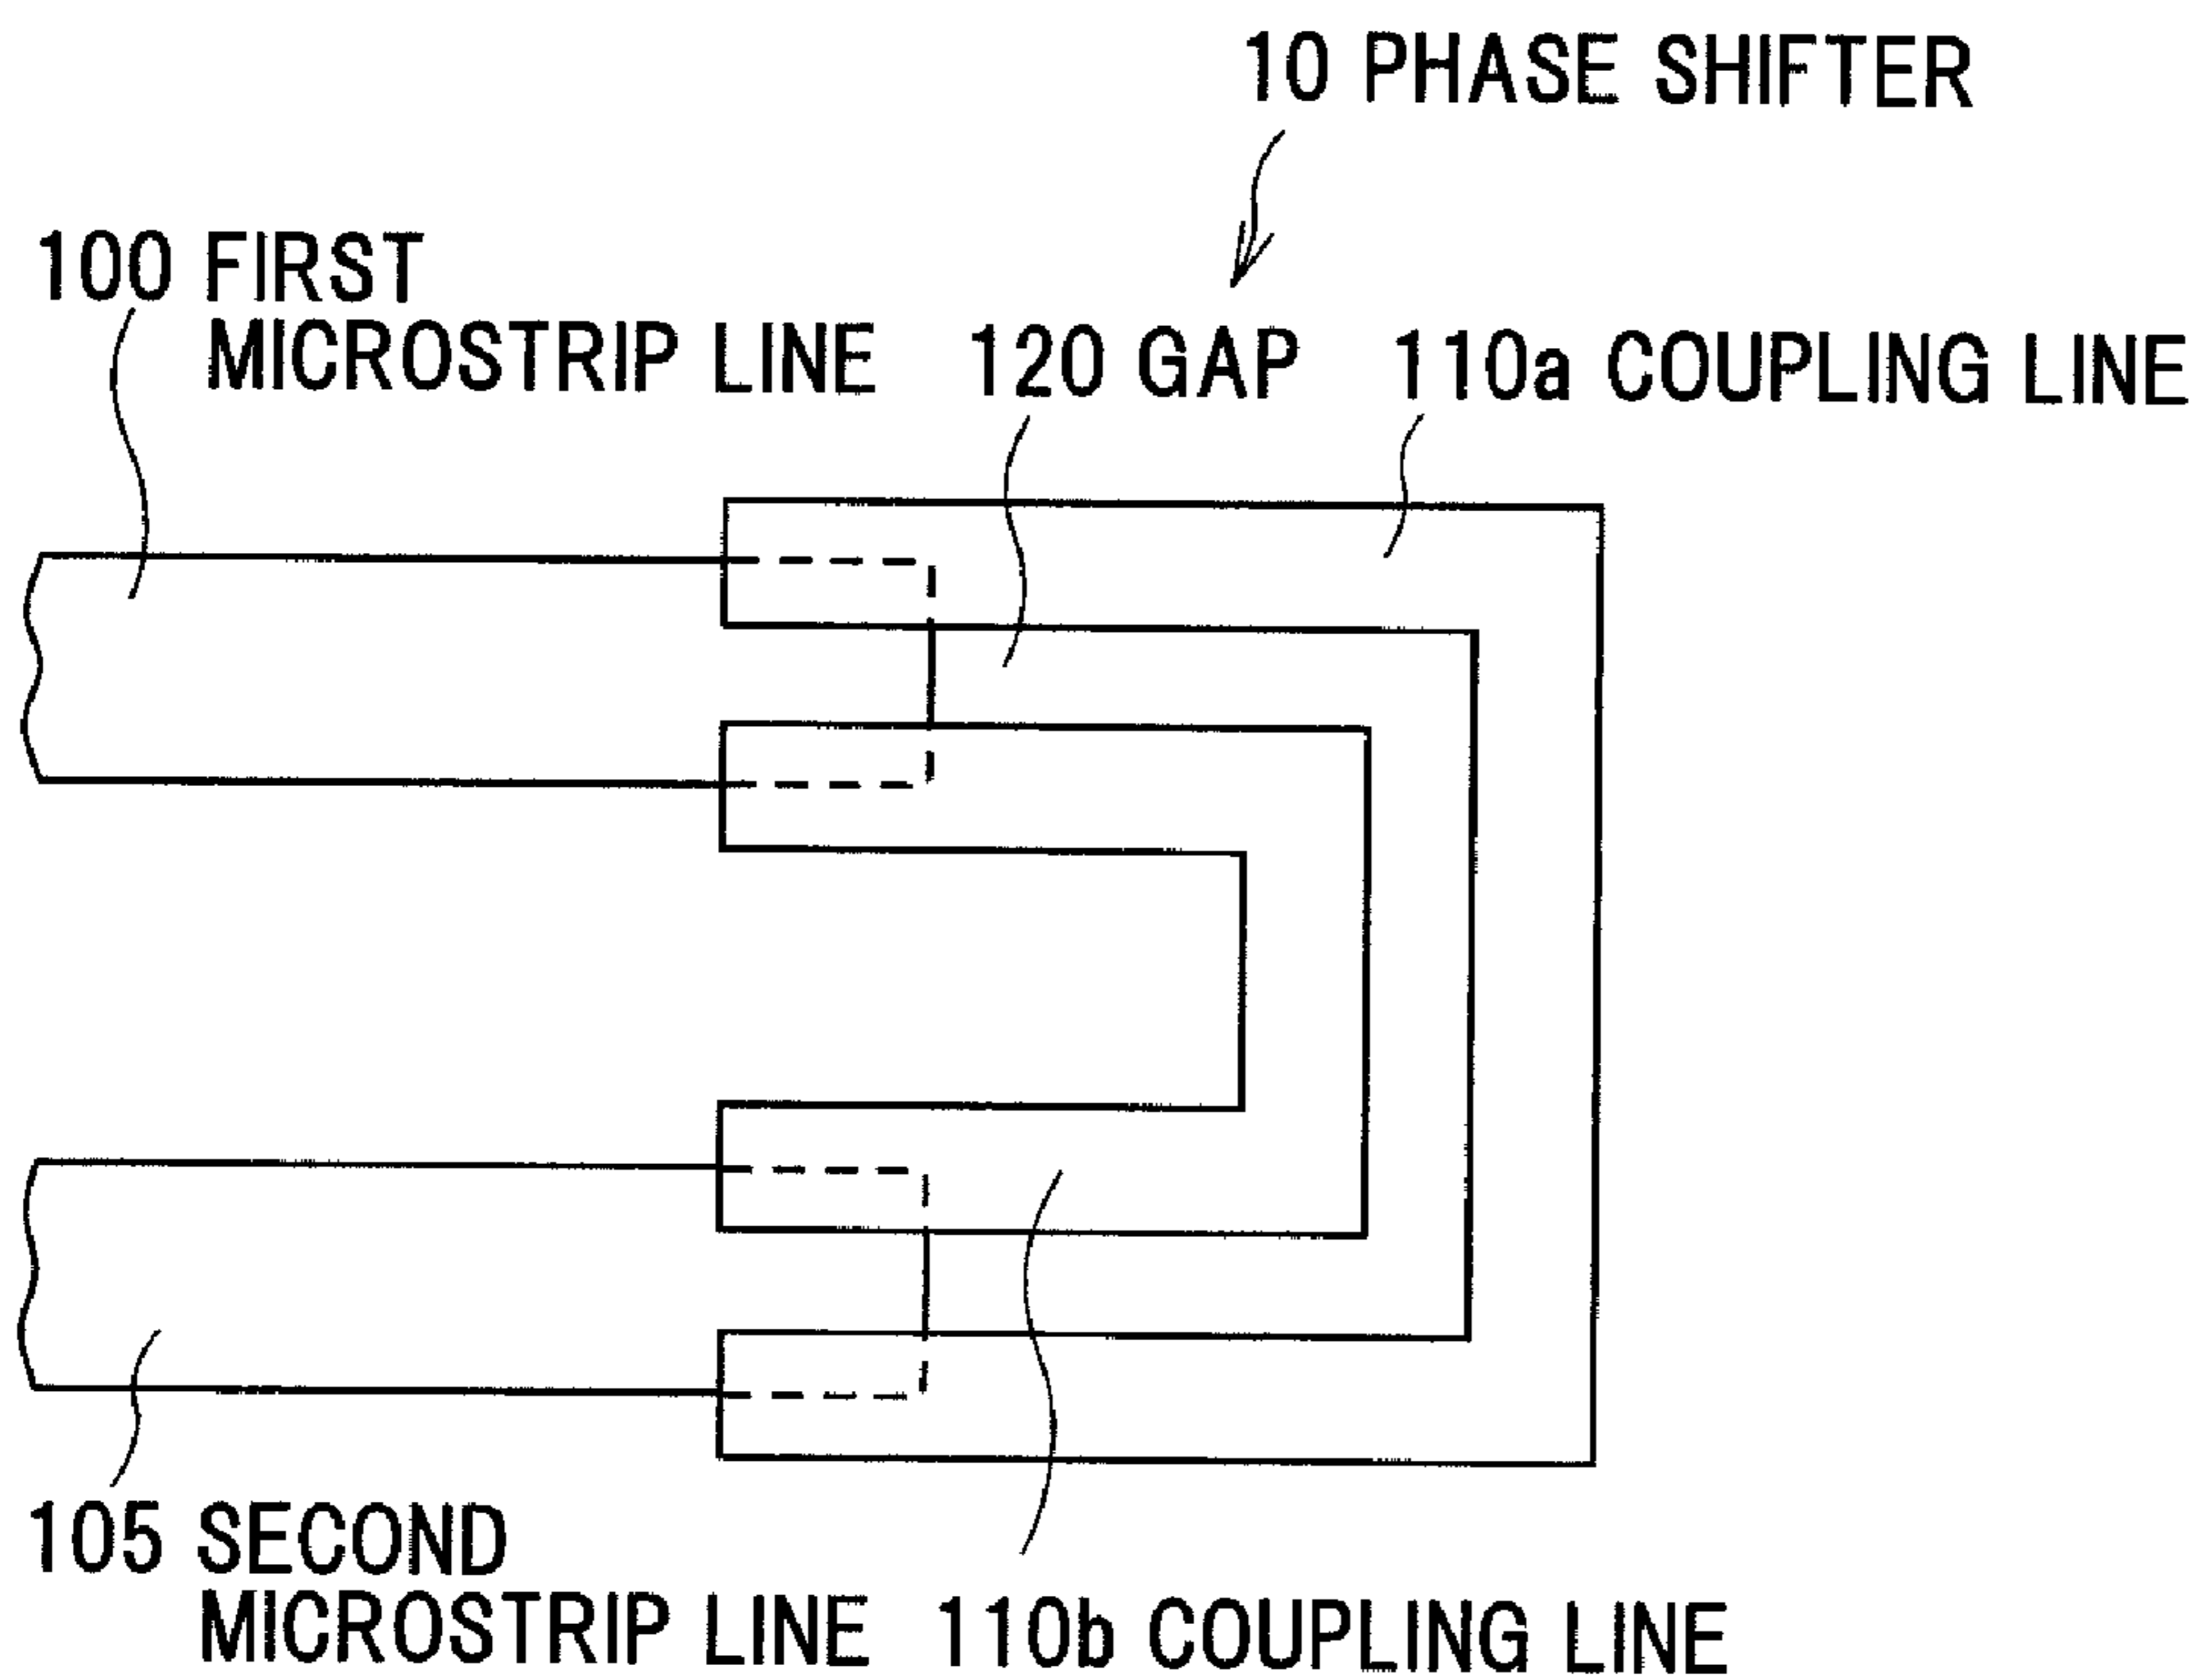 10 PHASE SHIFTER
100 FIRST
MICROSTRIP LINE
120 GAP
110a COUPLING LINE
105 SECOND
MICROSTRIP LINE
110b COUPLING LINE